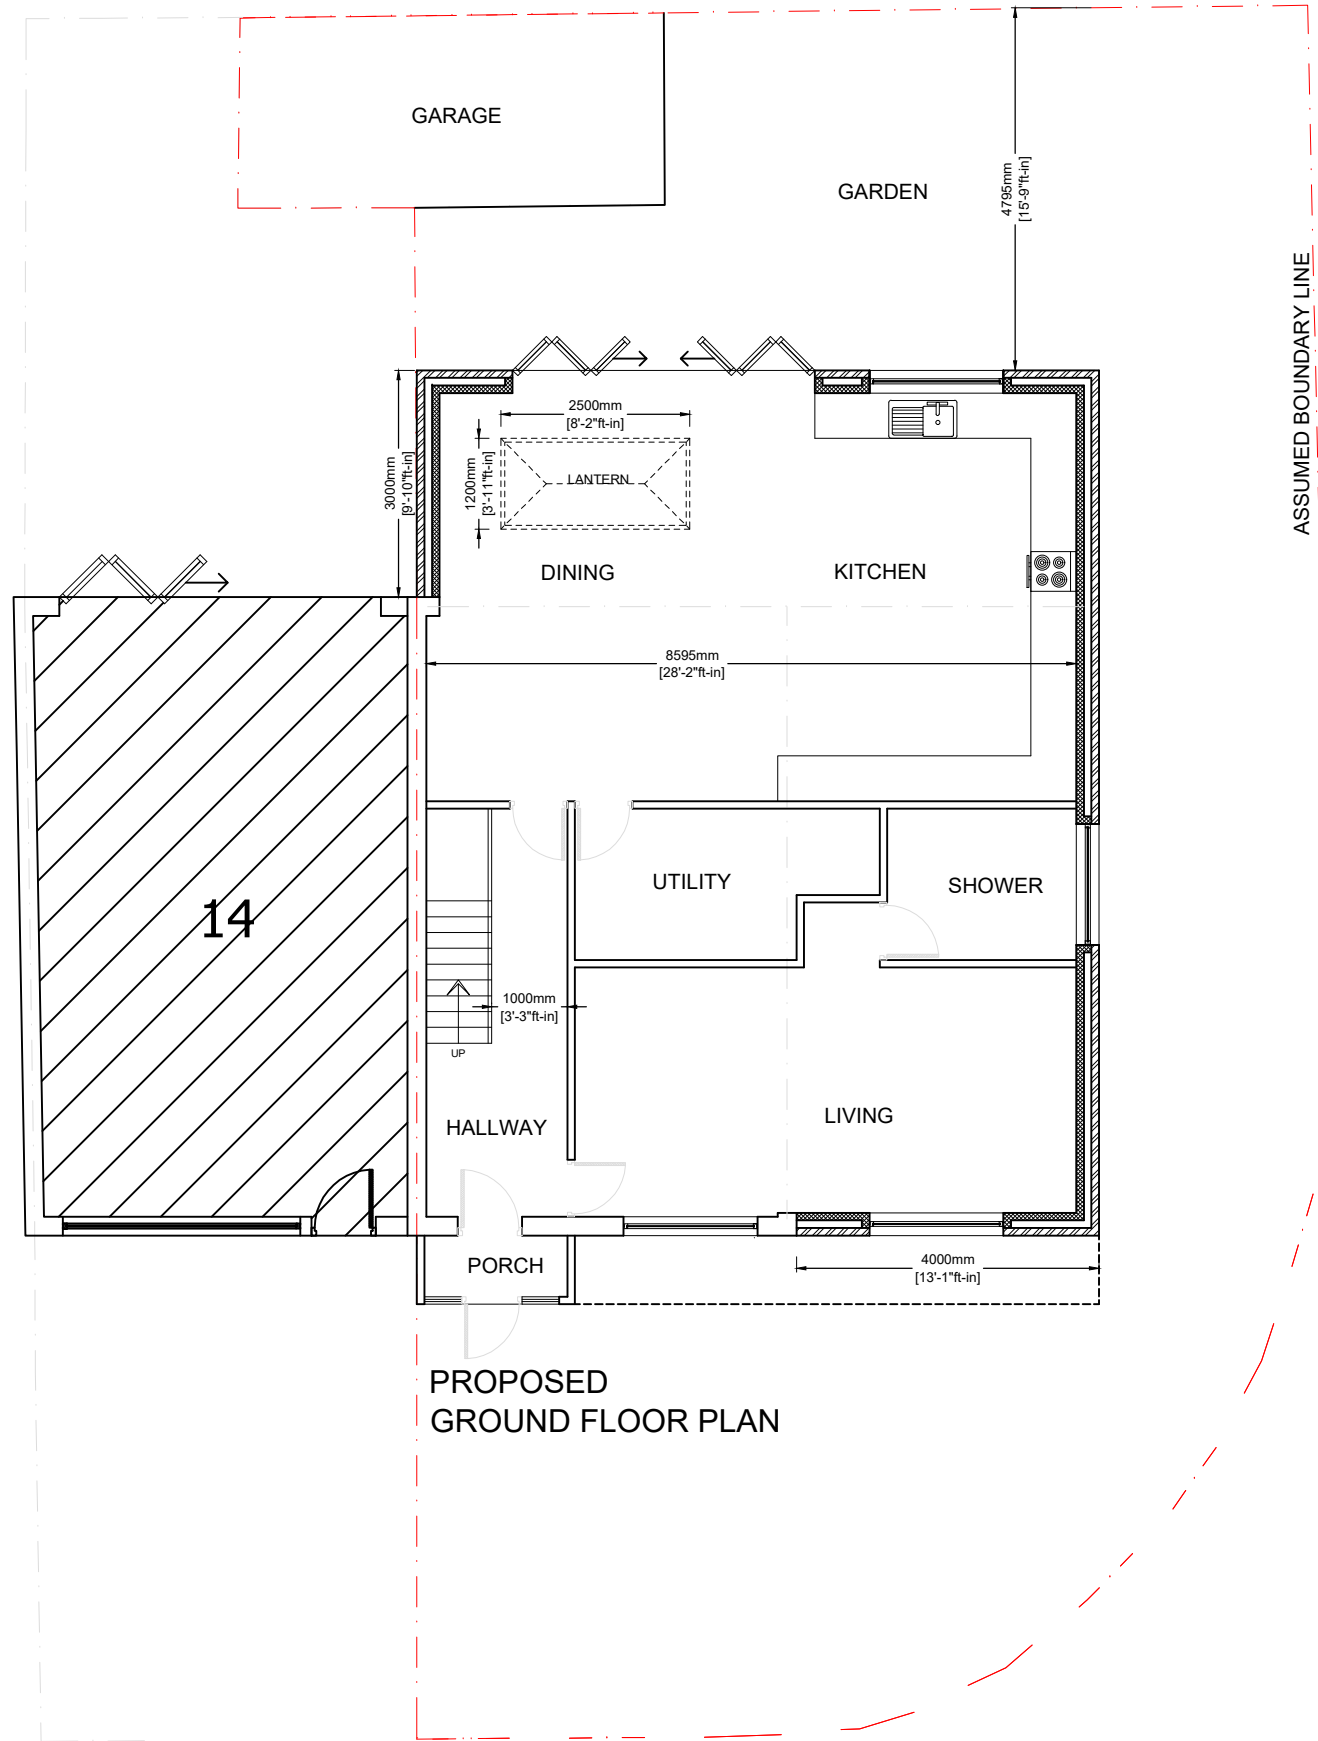 GARAGE
GARDEN
4795mm
[15'-9"ft-in]
ASSUMED BOUNDARY LINE
2500mm
[8'-2"ft-in]
3000mm
[9'-10"ft-in]
1200mm
[3'-11"ft-in]
LANTERN
DINING
KITCHEN
8595mm
[28'-2"ft-in]
UTILITY
SHOWER
14
1000mm
[3'-3"ft-in]
UP
HALLWAY
LIVING
PORCH
4000mm
[13'-1"ft-in]
PROPOSED
GROUND FLOOR PLAN